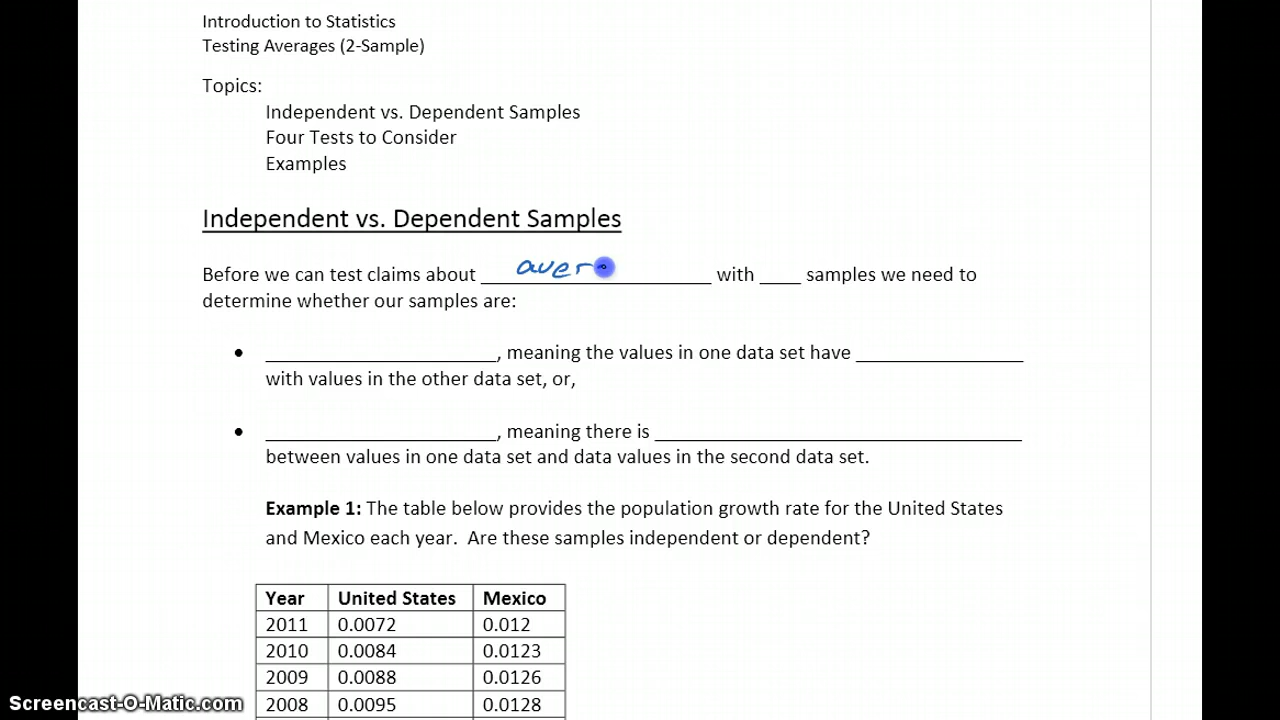 Introduction to Statistics
Testing Averages (2-Sample)
Topics:
Independent vs. Dependent Samples
Four Tests to Consider
Examples
Independent vs. Dependent Samples
Before we can test claims about ____aver____ with ____ samples we need to
determine whether our samples are:
• ____________________, meaning the values in one data set have ______________
with values in the other data set, or,
• ____________________, meaning there is ______________________________
between values in one data set and data values in the second data set.
Example 1: The table below provides the population growth rate for the United States
and Mexico each year. Are these samples independent or dependent?
Year United States Mexico
2011 0.0072 0.012
2010 0.0084 0.0123
2009 0.0088 0.0126
2008 0.0095 0.0128
Screencast-O-Matic.com